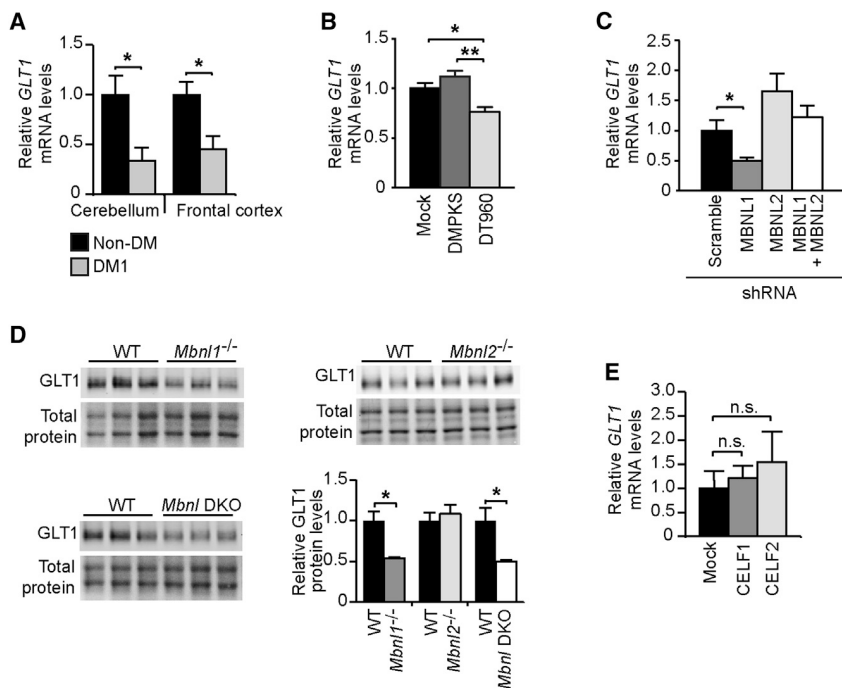 A
Relative GLT1
mRNA levels
1.5
1.0
0.5
0
*
*
Cerebellum
Frontal cortex
Non-DM
DM1
B
Relative GLT1
mRNA levels
1.5
1.0
0.5
0
*
**
Mock
DMPKS
DT960
C
Relative GLT1
mRNA levels
2.5
2.0
1.5
1.0
0.5
0
*
Scramble
MBNL1
MBNL2
MBNL1
+ MBNL2
shRNA
D
WT Mbnl1-/-
GLT1
Total
protein
WT Mbnl2-/-
GLT1
Total
protein
WT Mbnl DKO
GLT1
Total
protein
Relative GLT1
protein levels
1.5
1.0
0.5
0
*
*
WT
Mbnl1-/-
WT
Mbnl2-/-
WT
Mbnl DKO
E
Relative GLT1
mRNA levels
3.0
2.5
2.0
1.5
1.0
0.5
0
n.s.
n.s.
Mock
CELF1
CELF2